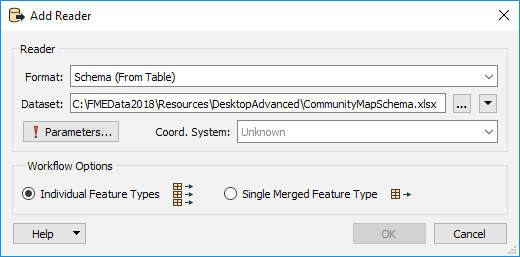 Add Reader
Reader
Format: Schema (From Table)
Dataset: C:\FMEData2018\Resources\DesktopAdvanced\CommunityMapSchema.xlsx ...
! Parameters... Coord. System: Unknown
Workflow Options
Individual Feature Types Single Merged Feature Type
Help OK Cancel